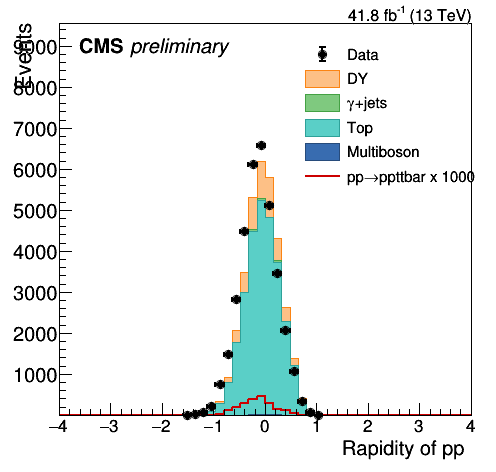 41.8 fb-1 (13 TeV)
CMS preliminary
Events
9000
8000
7000
6000
5000
4000
3000
2000
1000
Data
DY
γ+jets
Top
Multiboson
pp→ppttbar x 1000
−4 −3 −2 −1 0 1 2 3 4
Rapidity of pp